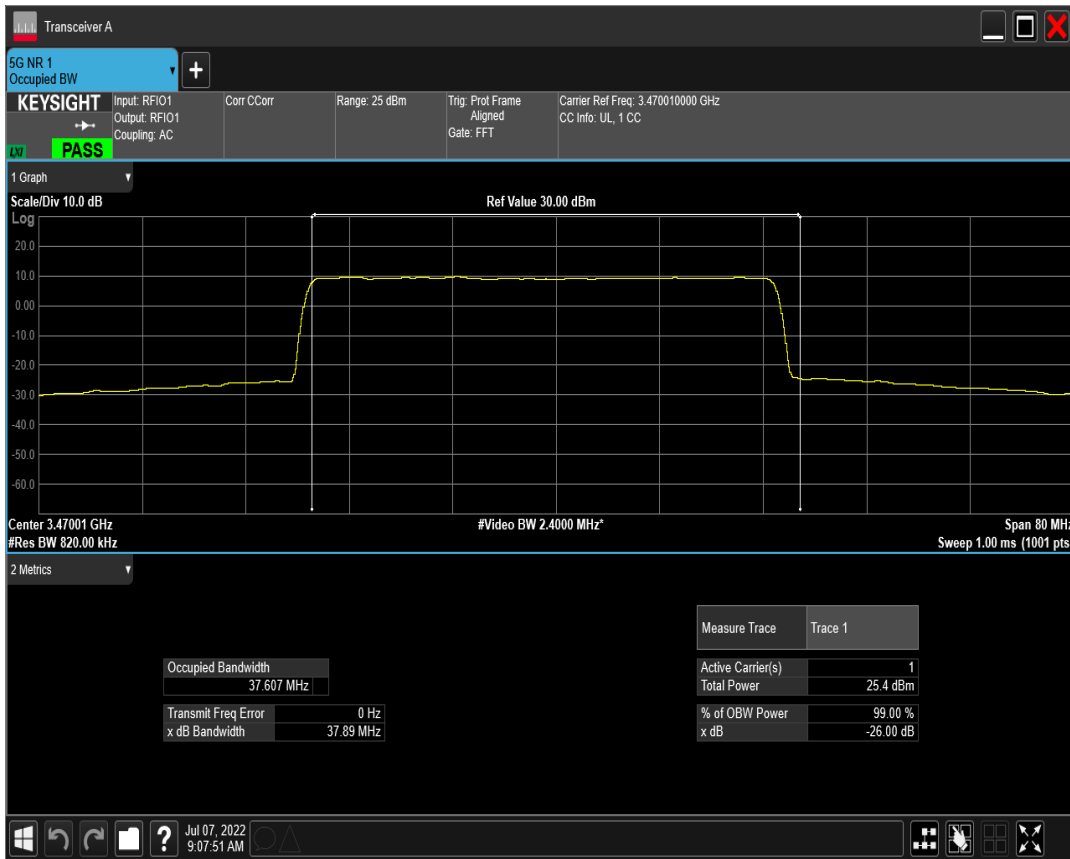 Transceiver A
5G NR 1
Occupied BW
KEYSIGHT
LXI
PASS
Input: RFIO1
Output: RFIO1
Coupling: AC
Corr CCorr
Range: 25 dBm
Trig: Prot Frame
Aligned
Gate: FFT
Carrier Ref Freq: 3.470010000 GHz
CC Info: UL, 1 CC
1 Graph
Scale/Div 10.0 dB
Ref Value 30.00 dBm
Log
20.0
10.0
0.00
-10.0
-20.0
-30.0
-40.0
-50.0
-60.0
Center 3.47001 GHz
#Video BW 2.4000 MHz*
Span 80 MHz
#Res BW 820.00 kHz
Sweep 1.00 ms (1001 pts
2 Metrics
Measure Trace Trace 1
Occupied Bandwidth
37.607 MHz
Active Carrier(s) 1
Total Power 25.4 dBm
Transmit Freq Error 0 Hz
x dB Bandwidth 37.89 MHz
% of OBW Power 99.00 %
x dB -26.00 dB
?
Jul 07, 2022
9:07:51 AM